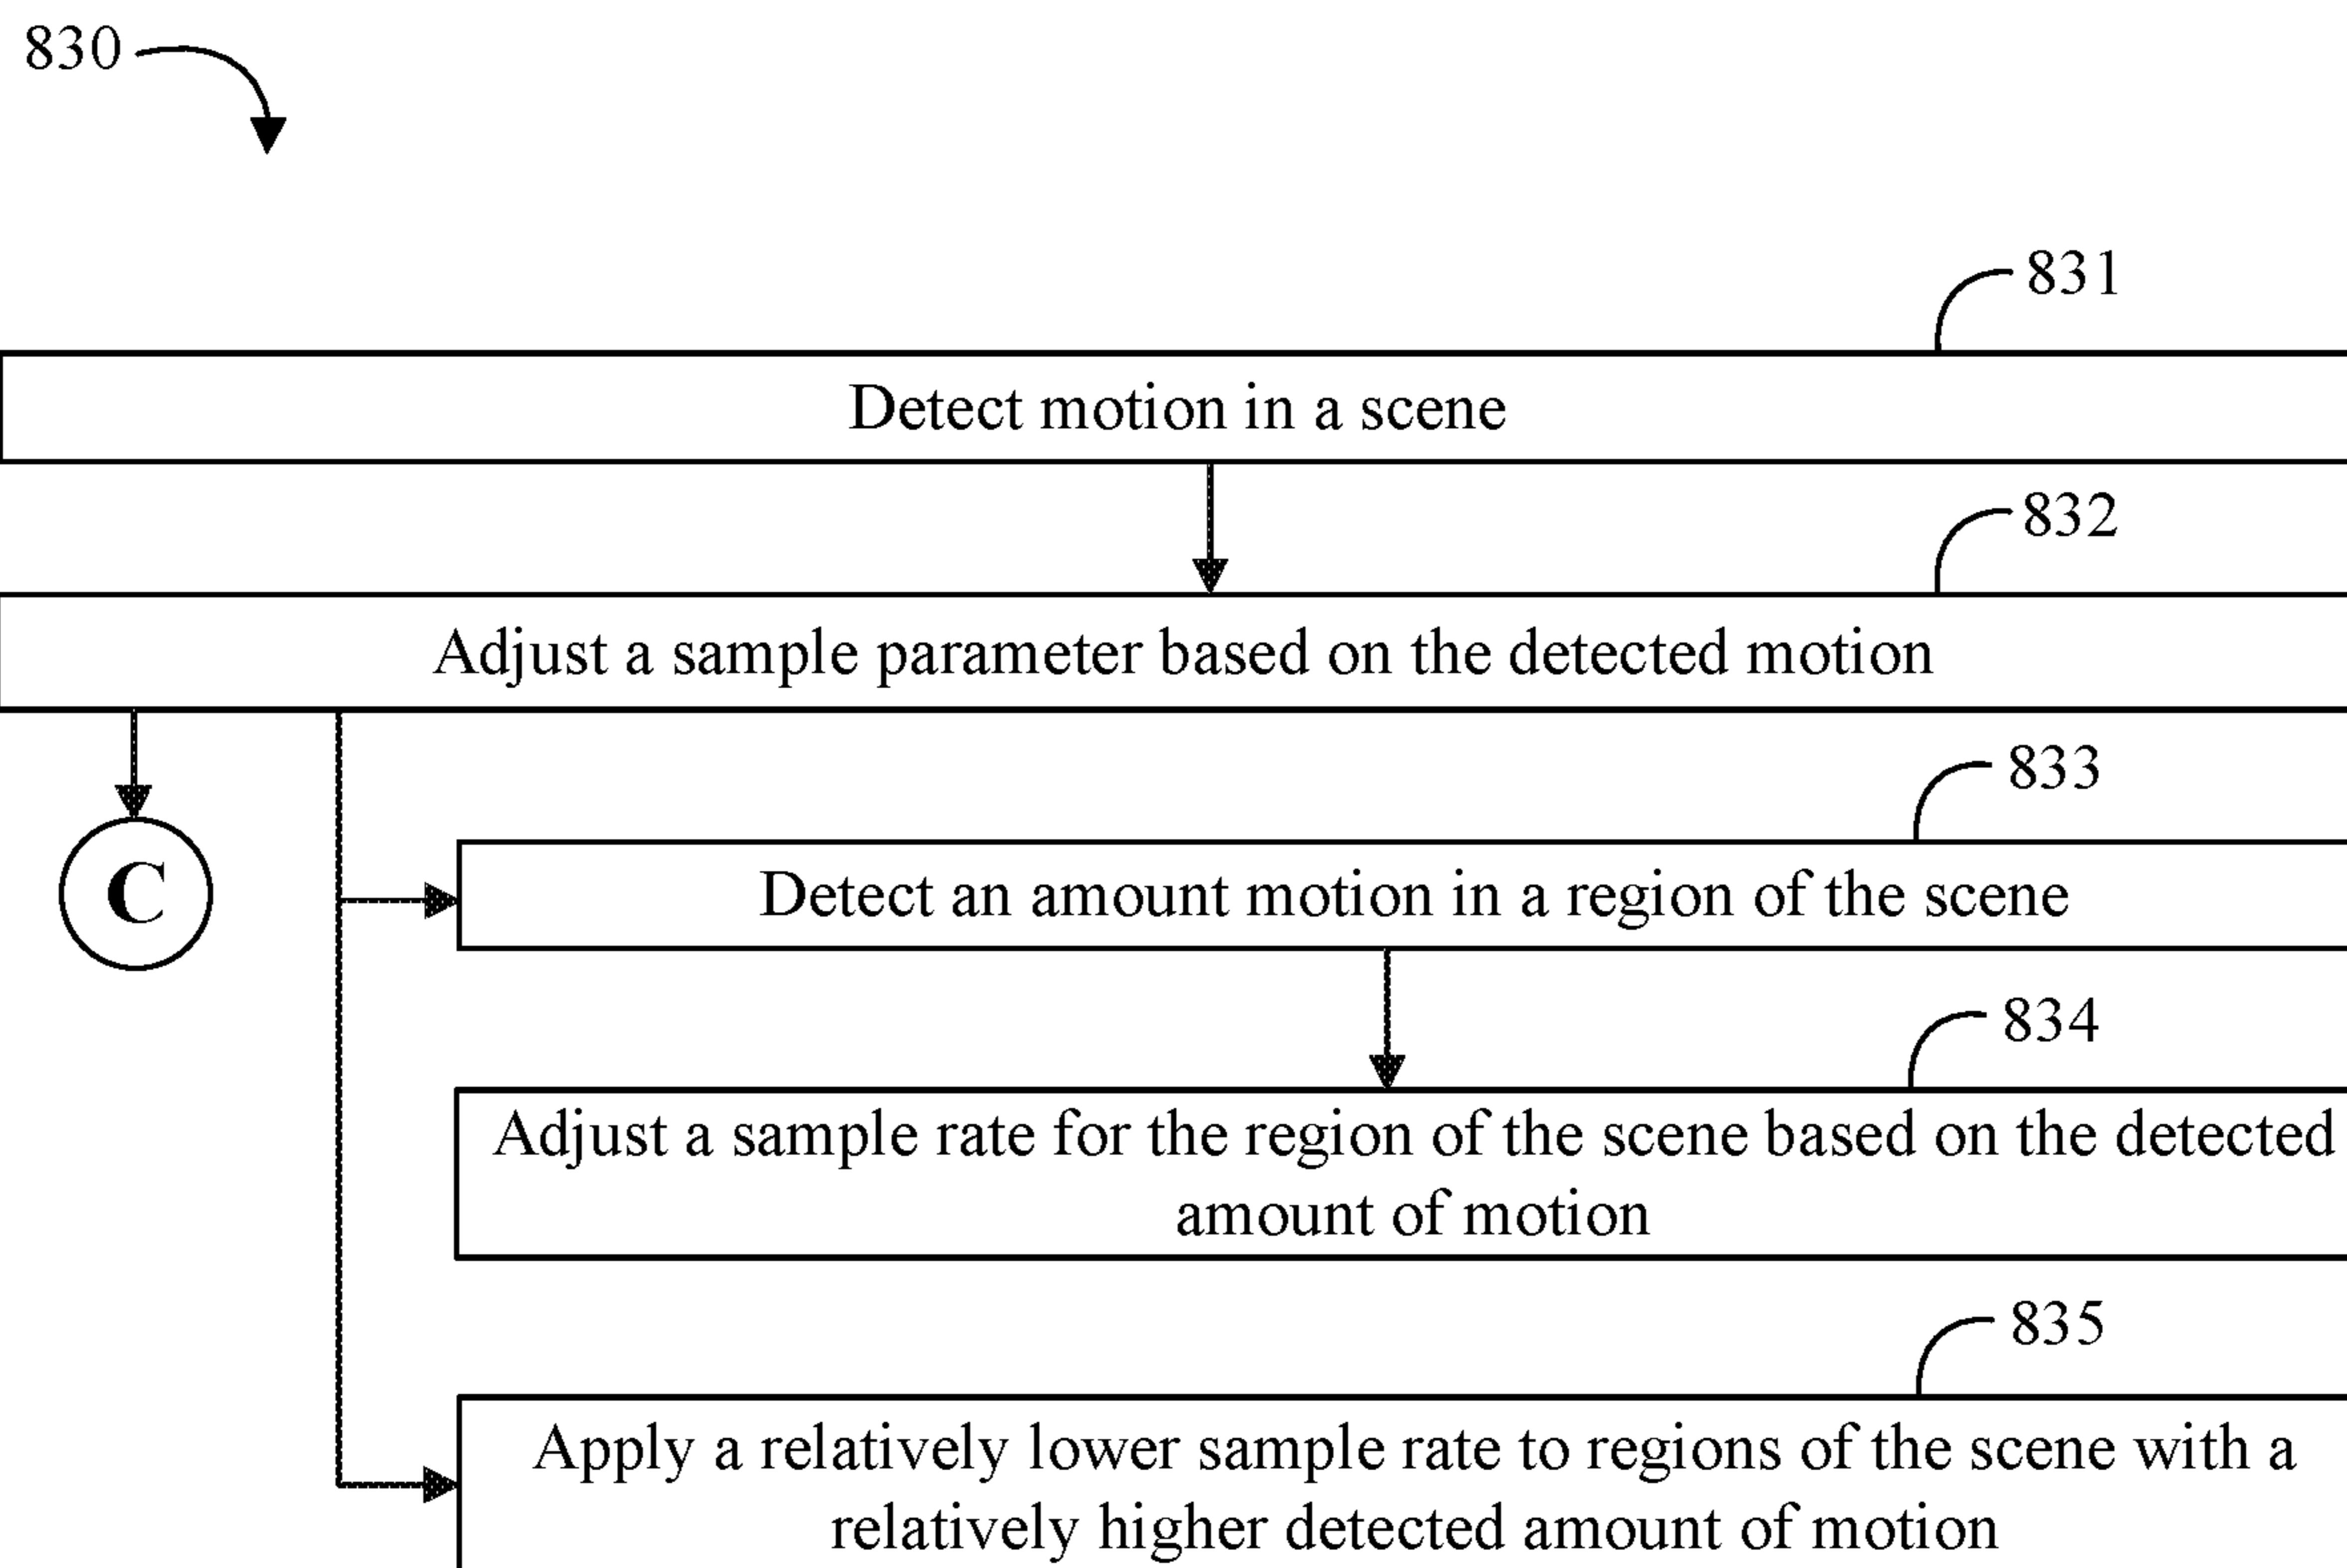 830
831
Detect motion in a scene
832
Adjust a sample parameter based on the detected motion
833
C
Detect an amount motion in a region of the scene
834
Adjust a sample rate for the region of the scene based on the detected
amount of motion
835
Apply a relatively lower sample rate to regions of the scene with a
relatively higher detected amount of motion